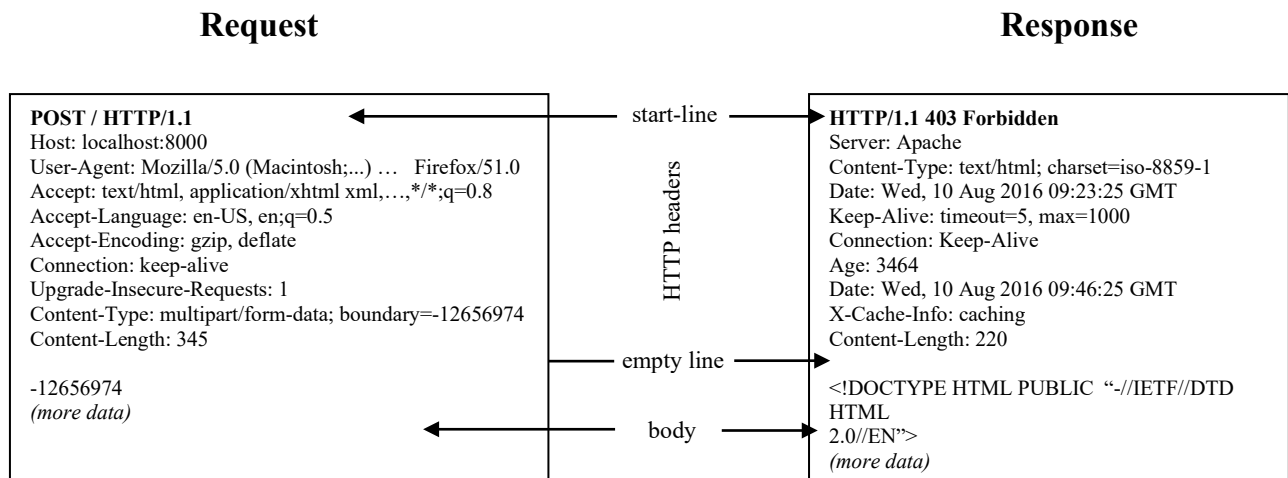 Request
Response
POST / HTTP/1.1
Host: localhost:8000
User-Agent: Mozilla/5.0 (Macintosh;...) … Firefox/51.0
Accept: text/html, application/xhtml xml,…,*/*;q=0.8
Accept-Language: en-US, en;q=0.5
Accept-Encoding: gzip, deflate
Connection: keep-alive
Upgrade-Insecure-Requests: 1
Content-Type: multipart/form-data; boundary=-12656974
Content-Length: 345
-12656974
(more data)
start-line
HTTP headers
empty line
body
HTTP/1.1 403 Forbidden
Server: Apache
Content-Type: text/html; charset=iso-8859-1
Date: Wed, 10 Aug 2016 09:23:25 GMT
Keep-Alive: timeout=5, max=1000
Connection: Keep-Alive
Age: 3464
Date: Wed, 10 Aug 2016 09:46:25 GMT
X-Cache-Info: caching
Content-Length: 220
<!DOCTYPE HTML PUBLIC “-//IETF//DTD
HTML
2.0//EN”>
(more data)